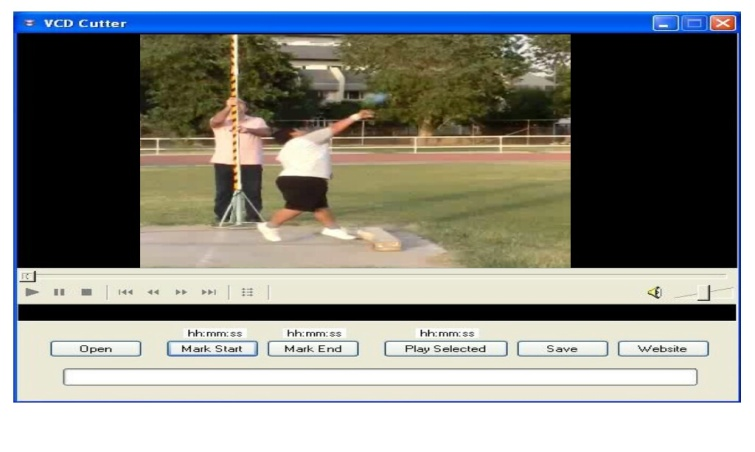 VCD Cutter
hh:mm:ss hh:mm:ss hh:mm:ss
Open Mark Start Mark End Play Selected Save Website